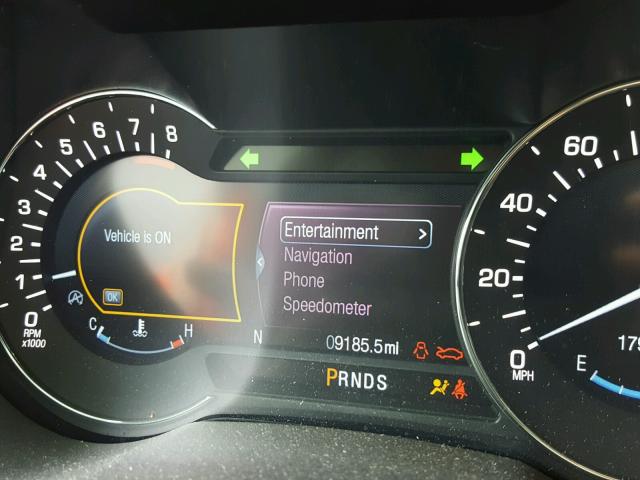 8
7
6
5
4
3
2
1
0
RPM
x1000
Vehicle is ON
OK
C H
Entertainment >
<
Navigation
Phone
Speedometer
N 09185.5mi
PRNDS
60
40
20
0
MPH
E
179